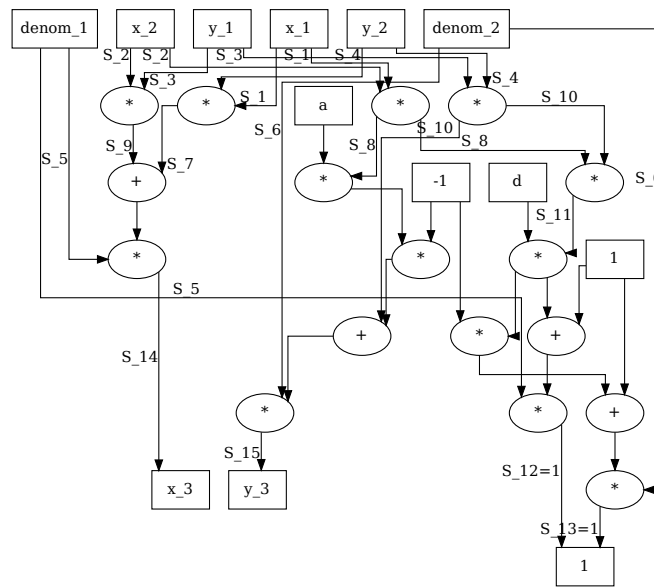 denom_1
x_2
y_1
x_1
y_2
denom_2
S_2
S_2
S_3
S_1
S_4
S_3
S_4
*
*
a
*
*
S_1
S_10
S_6
S_10
S_5
S_9
S_7
S_8
S_8
+
*
-1
d
*
S_11
*
*
*
1
S_5
+
*
+
S_14
*
*
+
S_15
S_12=1
x_3
y_3
*
S_13=1
1